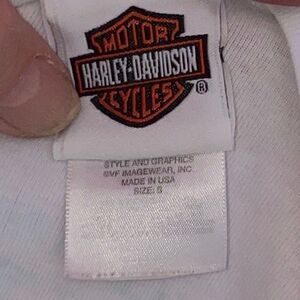 MOTOR
HARLEY-DAVIDSON
CYCLES
®
STYLE AND GRAPHICS
©VF IMAGEWEAR, INC.
MADE IN USA
SIZE: S